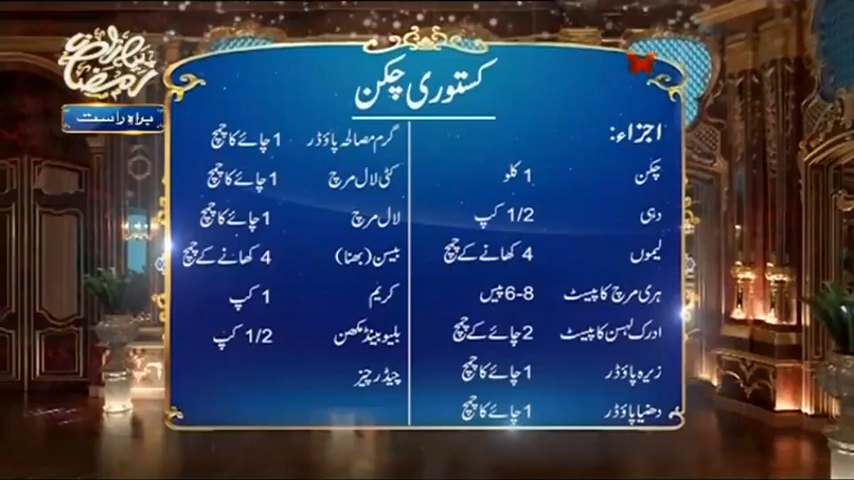 کستوری چکن
اجزاء:
چکن 1 کلو
دہی 1/2 کپ
لیموں 4 کھانے کے چمچ
ہری مرچ کا پیسٹ 6-8 پیس
ادرک لہسن کا پیسٹ 2 چائے کے چمچ
زیرہ پاؤڈر 1 چائے کا چمچ
دھنیا پاؤڈر 1 چائے کا چمچ
گرم مصالحہ پاؤڈر 1 چائے کا چمچ
کٹی لال مرچ 1 چائے کا چمچ
لال مرچ 1 چائے کا چمچ
بیسن (بھنا) 4 کھانے کے چمچ
کریم 1 کپ
بلیو بینڈ مکھن 1/2 کپ
چیڈر چیز
رمضان
براہ راست